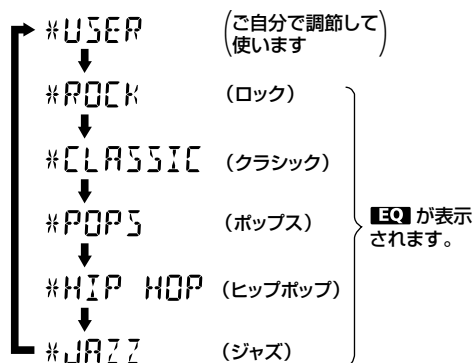 *USER (ご自分で調節して
使います)
*ROCK (ロック)
*CLASSIC (クラシック)
*POPS (ポップス)
*HIP HOP (ヒップポップ)
*JAZZ (ジャズ)
EQ が表示
されます。